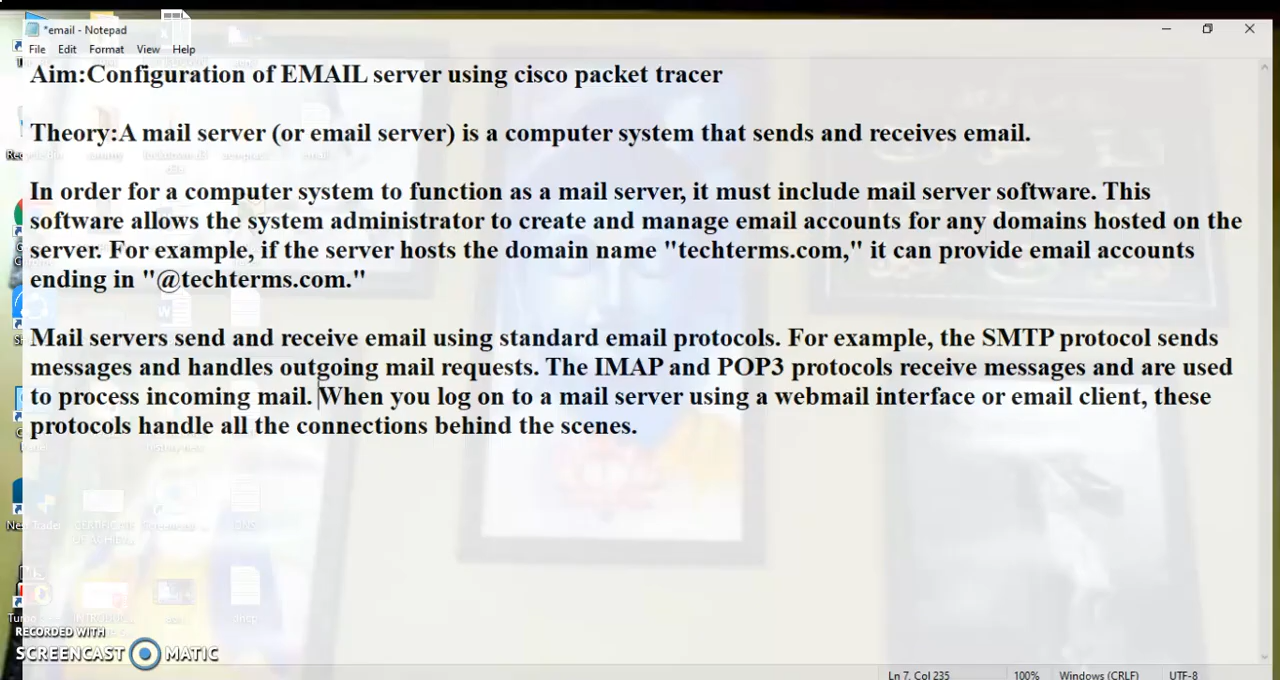 *email - Notepad
File Edit Format View Help
Aim:Configuration of EMAIL server using cisco packet tracer
Theory:A mail server (or email server) is a computer system that sends and receives email.
In order for a computer system to function as a mail server, it must include mail server software. This
software allows the system administrator to create and manage email accounts for any domains hosted on the
server. For example, if the server hosts the domain name "techterms.com," it can provide email accounts
ending in "@techterms.com."
Mail servers send and receive email using standard email protocols. For example, the SMTP protocol sends
messages and handles outgoing mail requests. The IMAP and POP3 protocols receive messages and are used
to process incoming mail. When you log on to a mail server using a webmail interface or email client, these
protocols handle all the connections behind the scenes.
DNS
RECORDED WITH
SCREENCAST MATIC
Ln 7, Col 235 100% Windows (CRLF) UTF-8